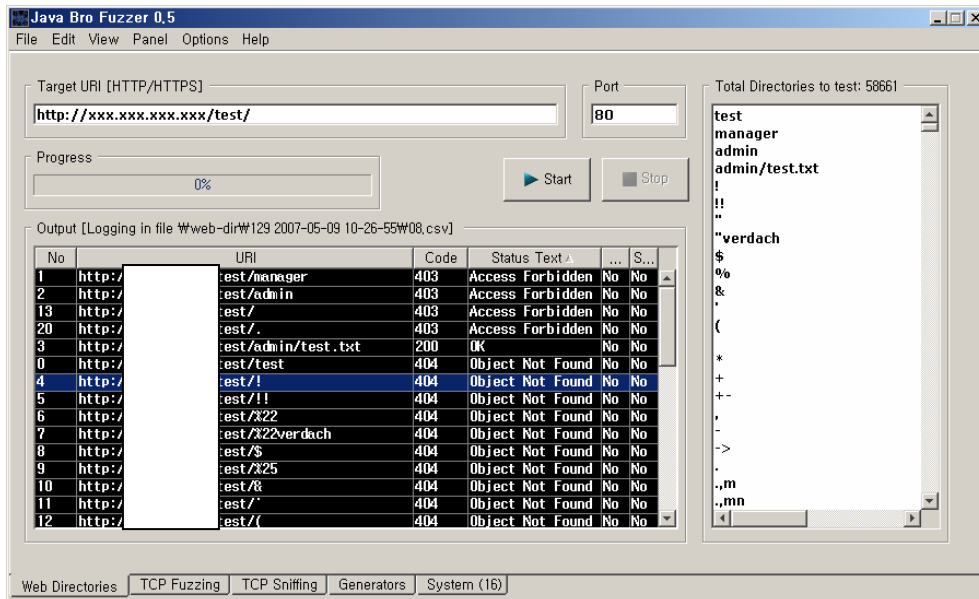 Java Bro Fuzzer 0,5
File Edit View Panel Options Help
Target URI [HTTP/HTTPS]
http://xxx.xxx.xxx.xxx/test/
Port
80
Total Directories to test: 58661
test
manager
admin
admin/test.txt
!
!!
"
"verdach
$
%
&
'
(
*
+
+-
,
-
->
.
.,m
.,mn
Progress
0%
Start
Stop
Output [Logging in file ₩web-dir₩129 2007-05-09 10-26-55₩08,csv]
No URI Code Status Text ... S...
1 http:/ test/manager 403 Access Forbidden No No
2 http:/ test/admin 403 Access Forbidden No No
13 http:/ test/ 403 Access Forbidden No No
20 http:/ test/. 403 Access Forbidden No No
3 http:/ test/admin/test.txt 200 OK No No
0 http:/ test/test 404 Object Not Found No No
4 http:/ test/! 404 Object Not Found No No
5 http:/ test/!! 404 Object Not Found No No
6 http:/ test/%22 404 Object Not Found No No
7 http:/ test/%22verdach 404 Object Not Found No No
8 http:/ test/$ 404 Object Not Found No No
9 http:/ test/%25 404 Object Not Found No No
10 http:/ test/& 404 Object Not Found No No
11 http:/ test/' 404 Object Not Found No No
12 http:/ test/( 404 Object Not Found No No
Web Directories TCP Fuzzing TCP Sniffing Generators System (16)